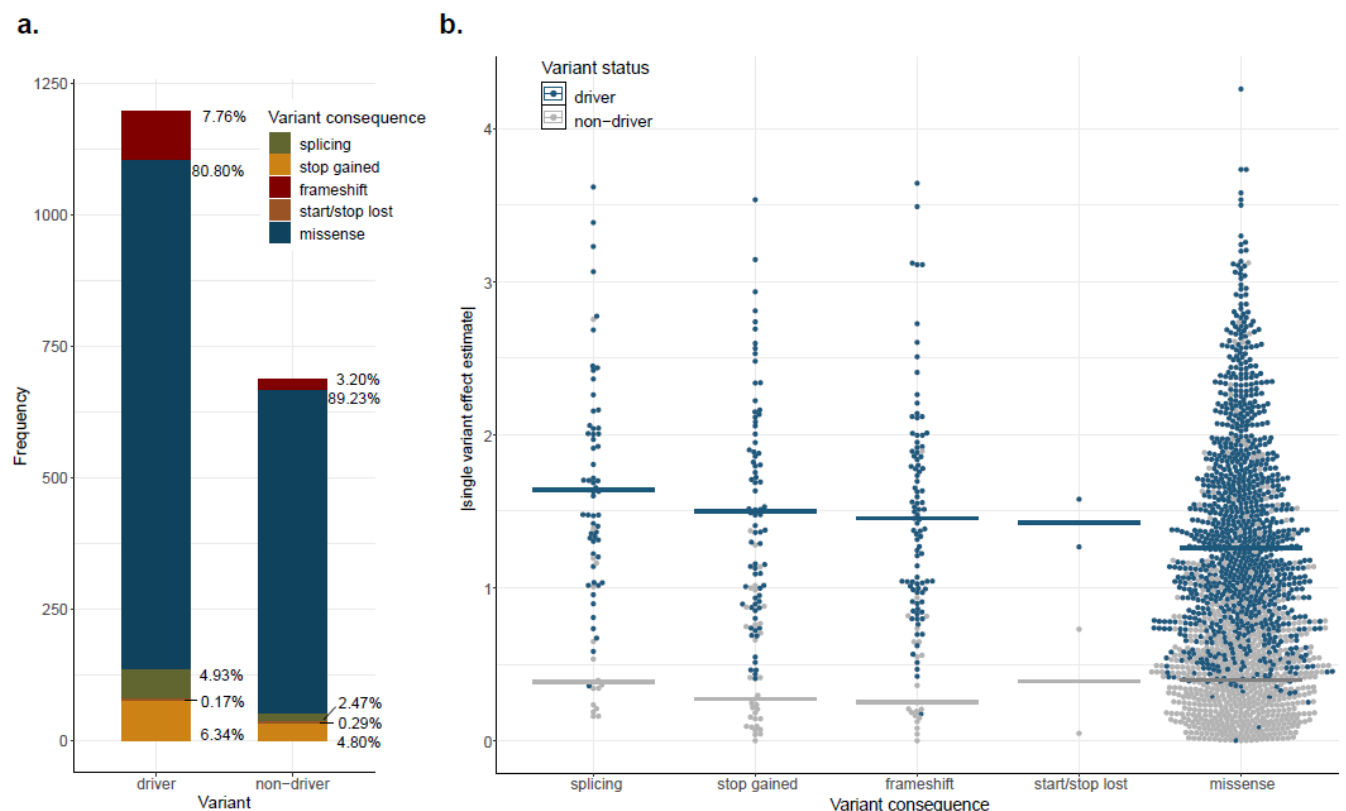 a.
1250
1000
750
500
250
0
Frequency
7.76%
80.80%
4.93%
0.17%
6.34%
3.20%
89.23%
2.47%
0.29%
4.80%
Variant consequence
splicing
stop gained
frameshift
start/stop lost
missense
driver
non−driver
Variant
b.
Variant status
driver
non−driver
4
3
2
1
0
|single variant effect estimate|
splicing
stop gained
frameshift
start/stop lost
missense
Variant consequence